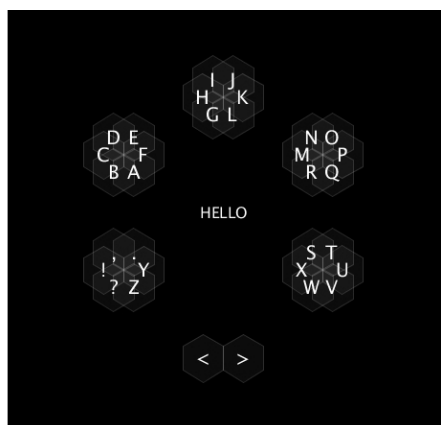 I J
H K
G L
D E
C F
B A
N O
M P
R Q
HELLO
, .
! Y
? Z
S T
X U
W V
< >